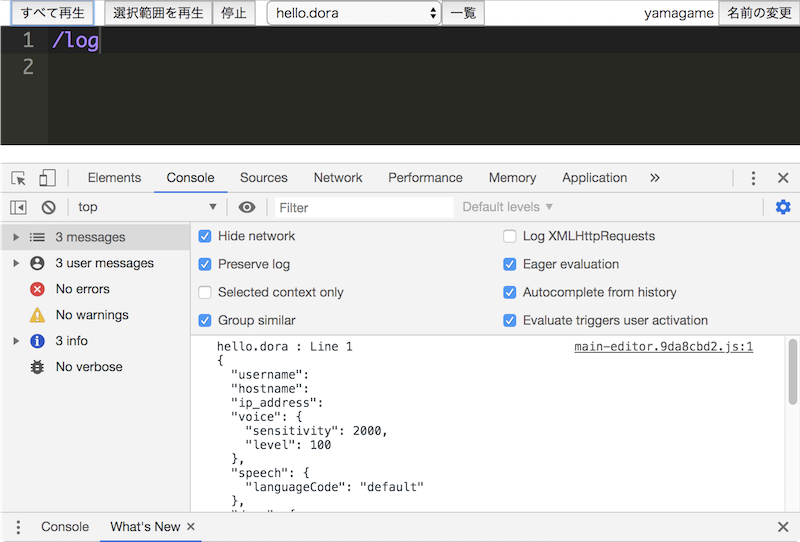 すべて再生 選択範囲を再生 停止 hello.dora 一覧 yamagame 名前の変更
1 /log
2
Elements Console Sources Network Performance Memory Application »
top Filter Default levels
3 messages
3 user messages
No errors
No warnings
3 info
No verbose
Hide network Log XMLHttpRequests
Preserve log Eager evaluation
Selected context only Autocomplete from history
Group similar Evaluate triggers user activation
hello.dora : Line 1 main-editor.9da8cbd2.js:1
{
"username":
"hostname":
"ip_address":
"voice": {
"sensitivity": 2000,
"level": 100
},
"speech": {
"languageCode": "default"
},
Console What's New